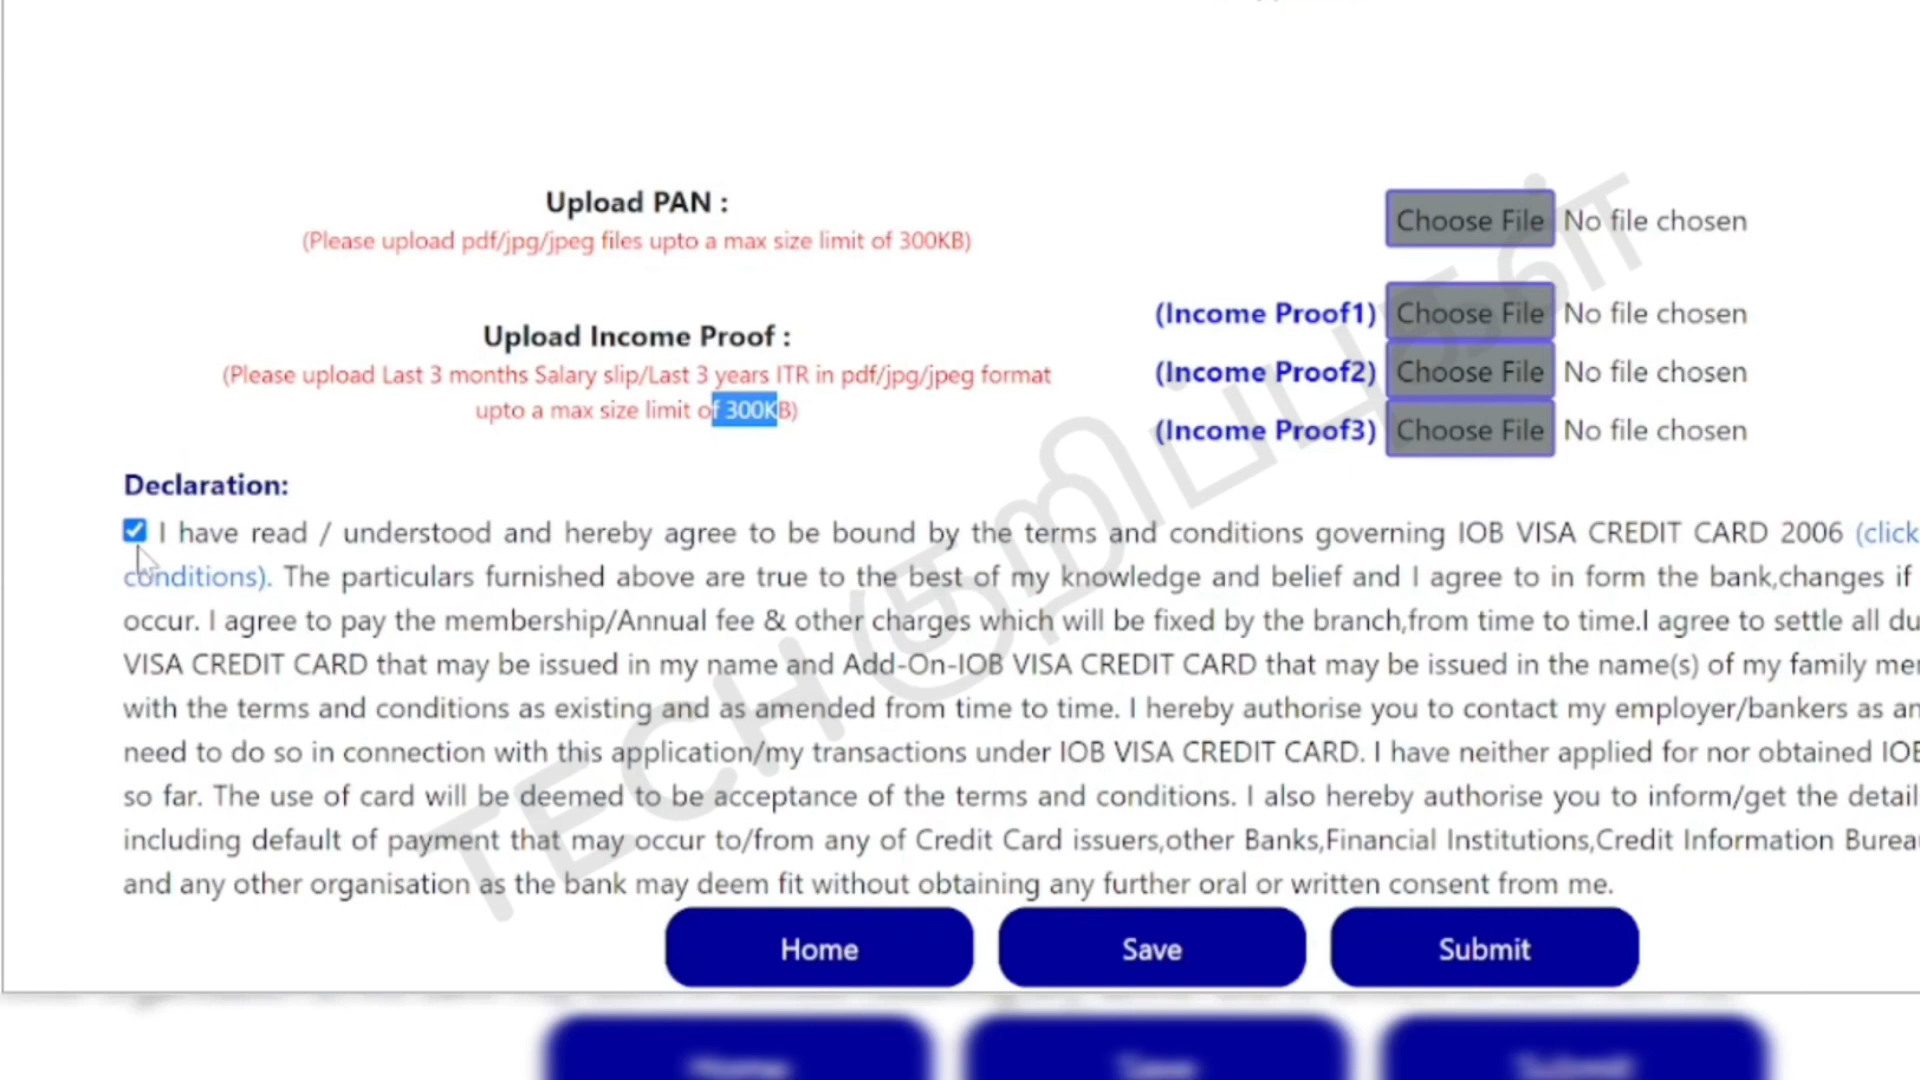 Upload PAN :
Choose File No file chosen
(Please upload pdf/jpg/jpeg files upto a max size limit of 300KB)
(Income Proof1) Choose File No file chosen
Upload Income Proof :
(Please upload Last 3 months Salary slip/Last 3 years ITR in pdf/jpg/jpeg format
(Income Proof2) Choose File No file chosen
upto a max size limit of 300KB)
(Income Proof3) Choose File No file chosen
Declaration:
I have read / understood and hereby agree to be bound by the terms and conditions governing IOB VISA CREDIT CARD 2006 (click
conditions). The particulars furnished above are true to the best of my knowledge and belief and I agree to in form the bank,changes if
occur. I agree to pay the membership/Annual fee & other charges which will be fixed by the branch,from time to time.I agree to settle all du
VISA CREDIT CARD that may be issued in my name and Add-On-IOB VISA CREDIT CARD that may be issued in the name(s) of my family mer
with the terms and conditions as existing and as amended from time to time. I hereby authorise you to contact my employer/bankers as an
need to do so in connection with this application/my transactions under IOB VISA CREDIT CARD. I have neither applied for nor obtained IOB
so far. The use of card will be deemed to be acceptance of the terms and conditions. I also hereby authorise you to inform/get the detail
including default of payment that may occur to/from any of Credit Card issuers,other Banks,Financial Institutions,Credit Information Burea
and any other organisation as the bank may deem fit without obtaining any further oral or written consent from me.
TECH குறிப்புகள்
Home Save Submit
Home Save Submit